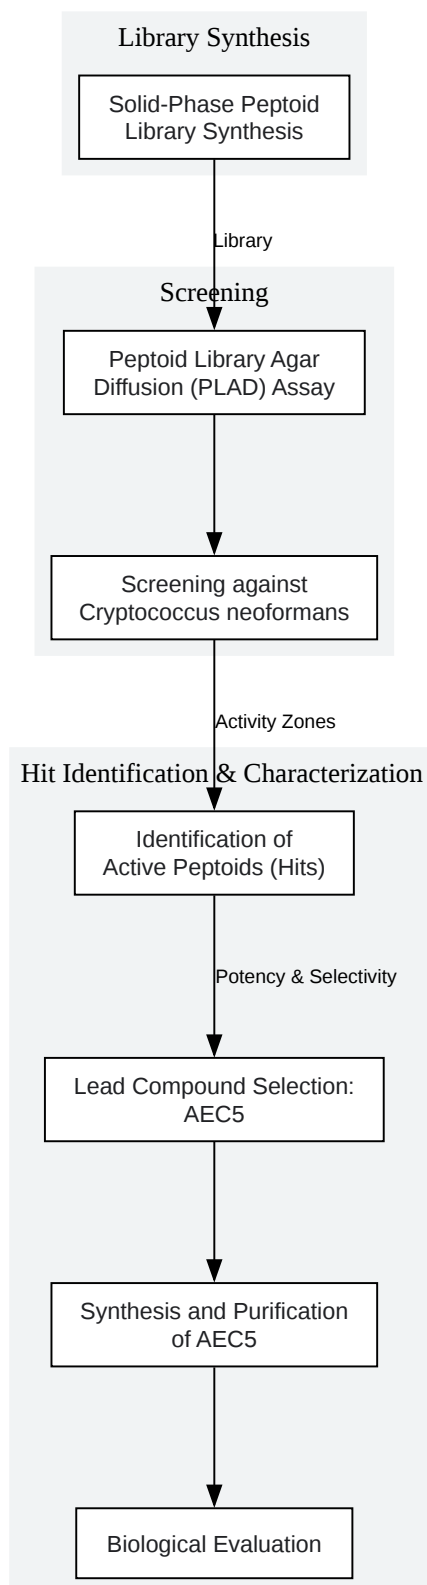 Library Synthesis
Solid-Phase Peptoid
Library Synthesis
Library
Screening
Peptoid Library Agar
Diffusion (PLAD) Assay
Screening against
Cryptococcus neoformans
Activity Zones
Hit Identification & Characterization
Identification of
Active Peptoids (Hits)
Potency & Selectivity
Lead Compound Selection:
AEC5
Synthesis and Purification
of AEC5
Biological Evaluation